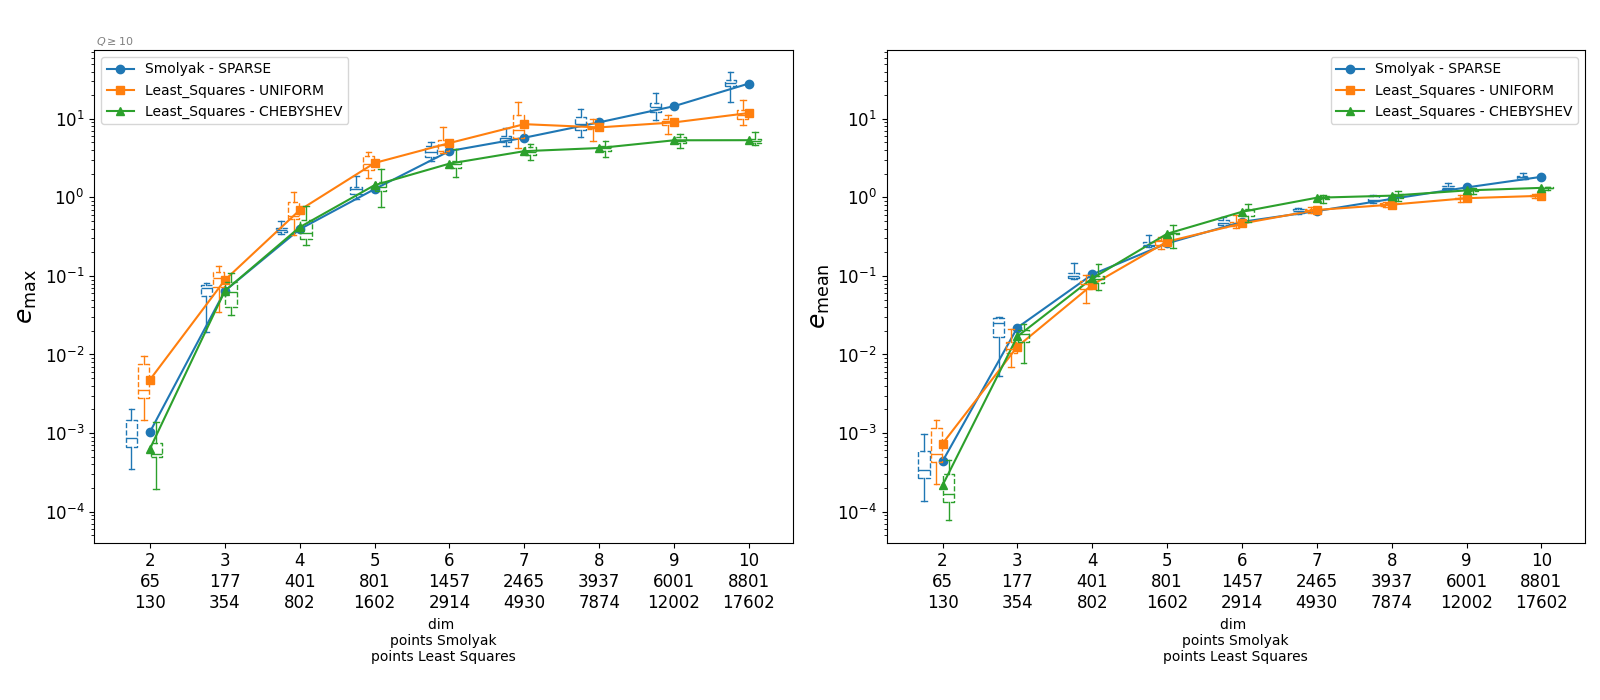 Q ≥ 10
Smolyak - SPARSE
Least_Squares - UNIFORM
Least_Squares - CHEBYSHEV
10^1
10^0
10^-1
10^-2
10^-3
10^-4
e_max
2 3 4 5 6 7 8 9 10
65 177 401 801 1457 2465 3937 6001 8801
130 354 802 1602 2914 4930 7874 12002 17602
dim
points Smolyak
points Least Squares
Smolyak - SPARSE
Least_Squares - UNIFORM
Least_Squares - CHEBYSHEV
10^1
10^0
10^-1
10^-2
10^-3
10^-4
e_mean
2 3 4 5 6 7 8 9 10
65 177 401 801 1457 2465 3937 6001 8801
130 354 802 1602 2914 4930 7874 12002 17602
dim
points Smolyak
points Least Squares